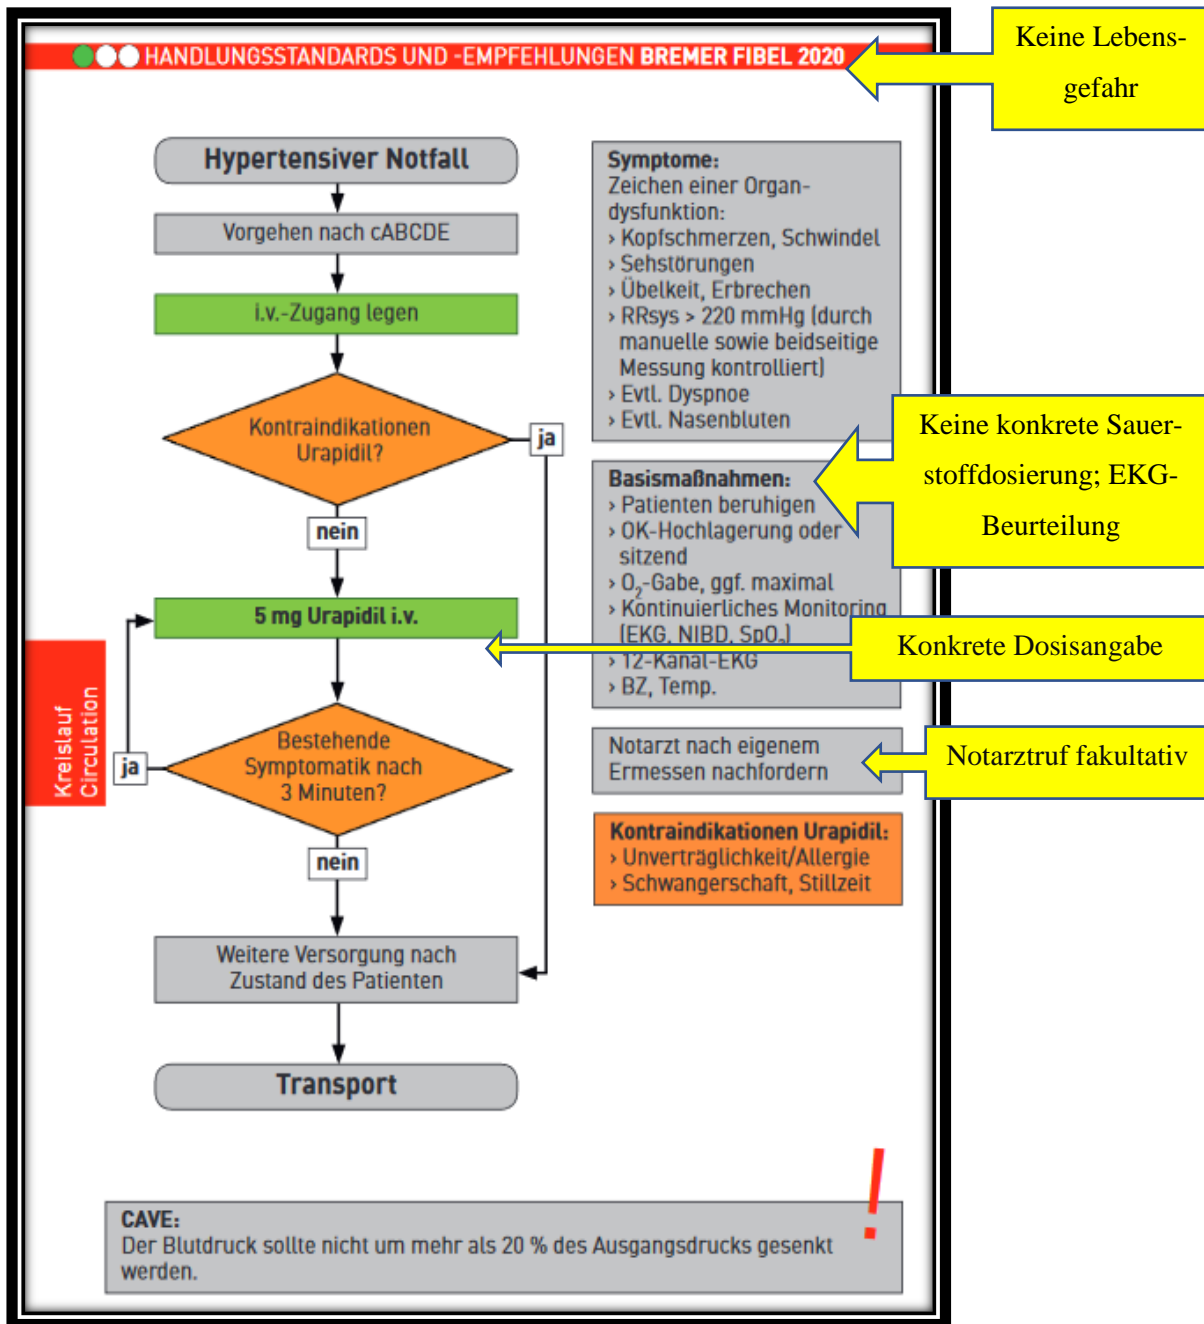 HANDLUNGSSTANDARDS UND -EMPFEHLUNGEN BREMER FIBEL 2020
Keine Lebens-
gefahr
Hypertensiver Notfall
Vorgehen nach cABCDE
i.v.-Zugang legen
Kontraindikationen
Urapidil?
ja
nein
5 mg Urapidil i.v.
Kreislauf
Circulation
ja
Bestehende
Symptomatik nach
3 Minuten?
nein
Weitere Versorgung nach
Zustand des Patienten
Transport
Symptome:
Zeichen einer Organ-
dysfunktion:
› Kopfschmerzen, Schwindel
› Sehstörungen
› Übelkeit, Erbrechen
› RRsys > 220 mmHg (durch
manuelle sowie beidseitige
Messung kontrolliert)
› Evtl. Dyspnoe
› Evtl. Nasenbluten
Basismaßnahmen:
› Patienten beruhigen
› OK-Hochlagerung oder
sitzend
› O₂-Gabe, ggf. maximal
› Kontinuierliches Monitoring
(EKG, NIBD, SpO₂)
› 12-Kanal-EKG
› BZ, Temp.
Keine konkrete Sauer-
stoffdosierung; EKG-
Beurteilung
Konkrete Dosisangabe
Notarzt nach eigenem
Ermessen nachfordern
Notarztruf fakultativ
Kontraindikationen Urapidil:
› Unverträglichkeit/Allergie
› Schwangerschaft, Stillzeit
!
CAVE:
Der Blutdruck sollte nicht um mehr als 20 % des Ausgangsdrucks gesenkt
werden.